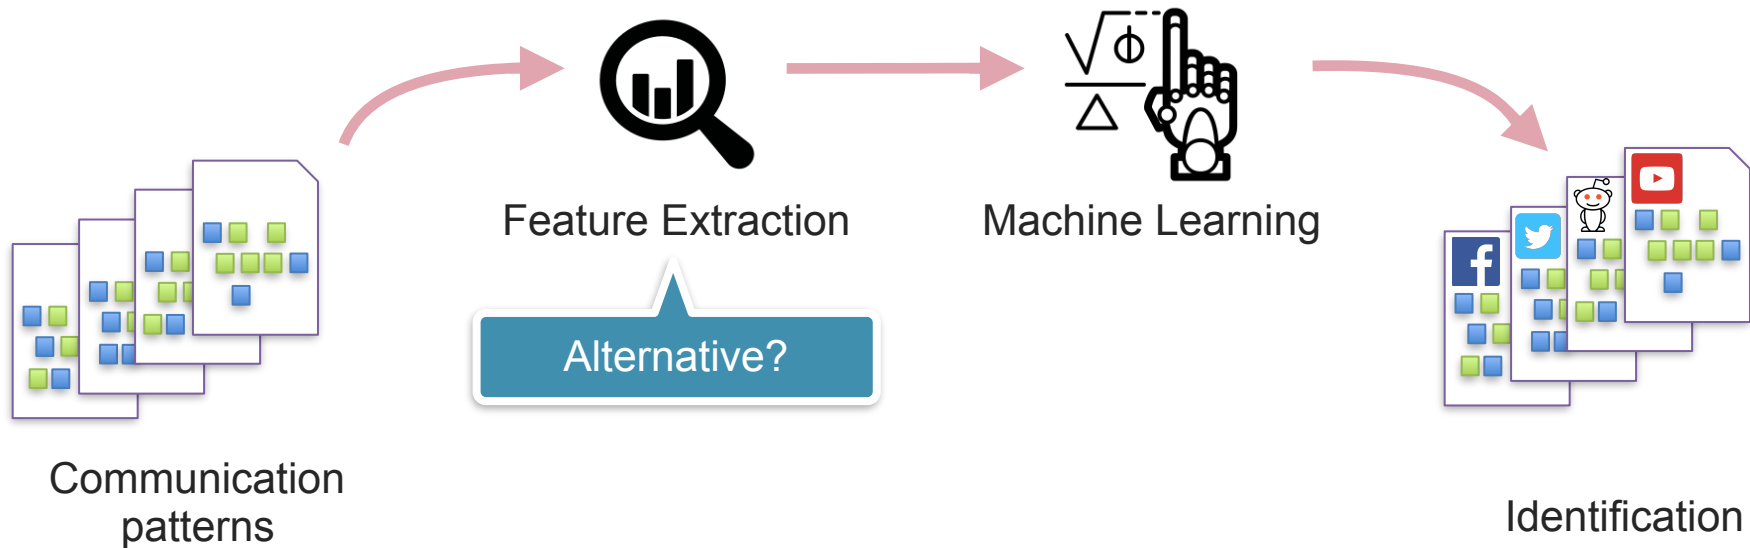 Feature Extraction
Machine Learning
Alternative?
Communication
patterns
Identification